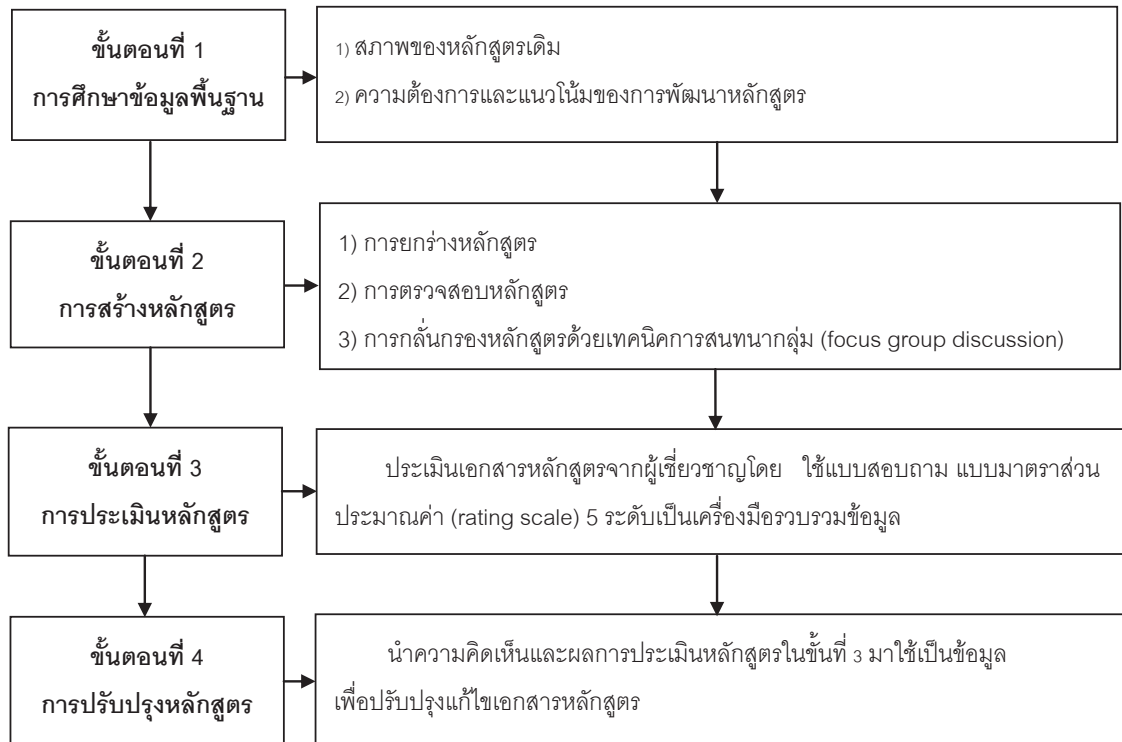 ขั้นตอนที่ 1
การศึกษาข้อมูลพื้นฐาน
1) สภาพของหลักสูตรเดิม
2) ความต้องการและแนวโน้มของการพัฒนาหลักสูตร
ขั้นตอนที่ 2
การสร้างหลักสูตร
1) การยกร่างหลักสูตร
2) การตรวจสอบหลักสูตร
3) การกลั่นกรองหลักสูตรด้วยเทคนิคการสนทนากลุ่ม (focus group discussion)
ขั้นตอนที่ 3
การประเมินหลักสูตร
ประเมินเอกสารหลักสูตรจากผู้เชี่ยวชาญโดย ใช้แบบสอบถาม แบบมาตราส่วน
ประมาณค่า (rating scale) 5 ระดับเป็นเครื่องมือรวบรวมข้อมูล
ขั้นตอนที่ 4
การปรับปรุงหลักสูตร
นำความคิดเห็นและผลการประเมินหลักสูตรในขั้นที่ 3 มาใช้เป็นข้อมูล
เพื่อปรับปรุงแก้ไขเอกสารหลักสูตร